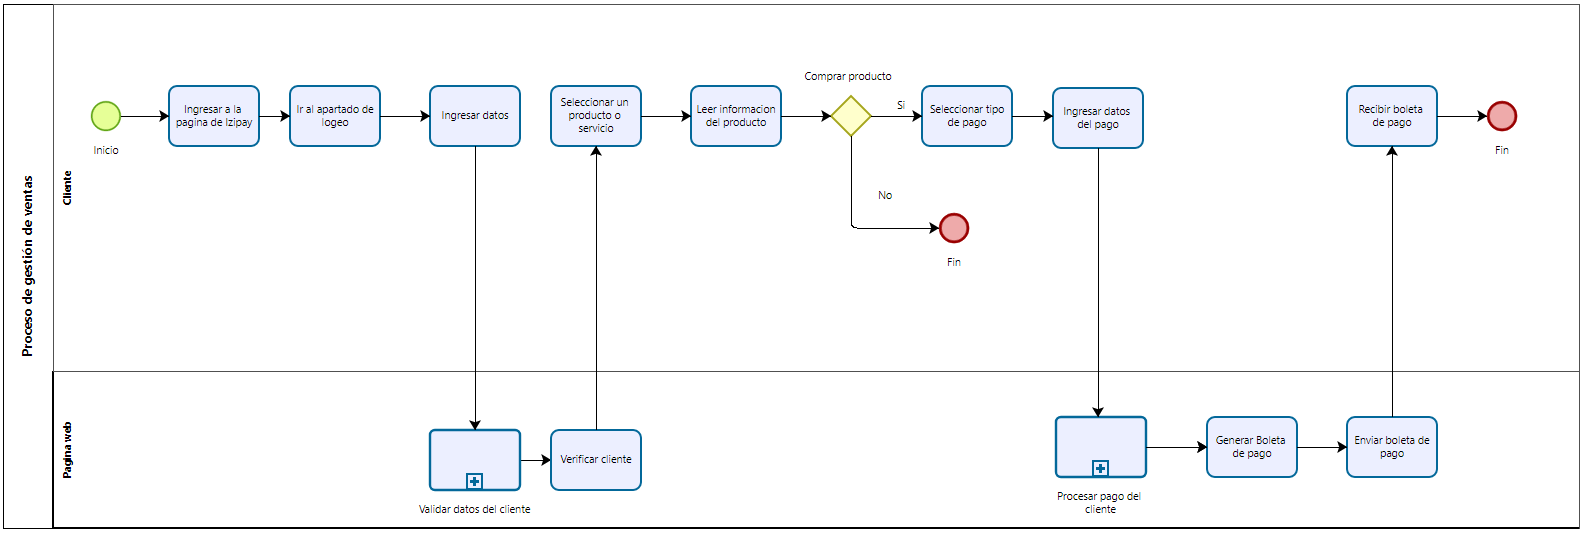 Proceso de gestión de ventas
Cliente
Inicio
Ingresar a la
pagina de Izipay
Ir al apartado de
logeo
Ingresar datos
Seleccionar un
producto o
servicio
Leer informacion
del producto
Comprar producto
Si
No
Fin
Seleccionar tipo
de pago
Ingresar datos
del pago
Recibir boleta
de pago
Fin
Pagina web
Validar datos del cliente
Verificar cliente
Procesar pago del
cliente
Generar Boleta
de pago
Enviar boleta de
pago